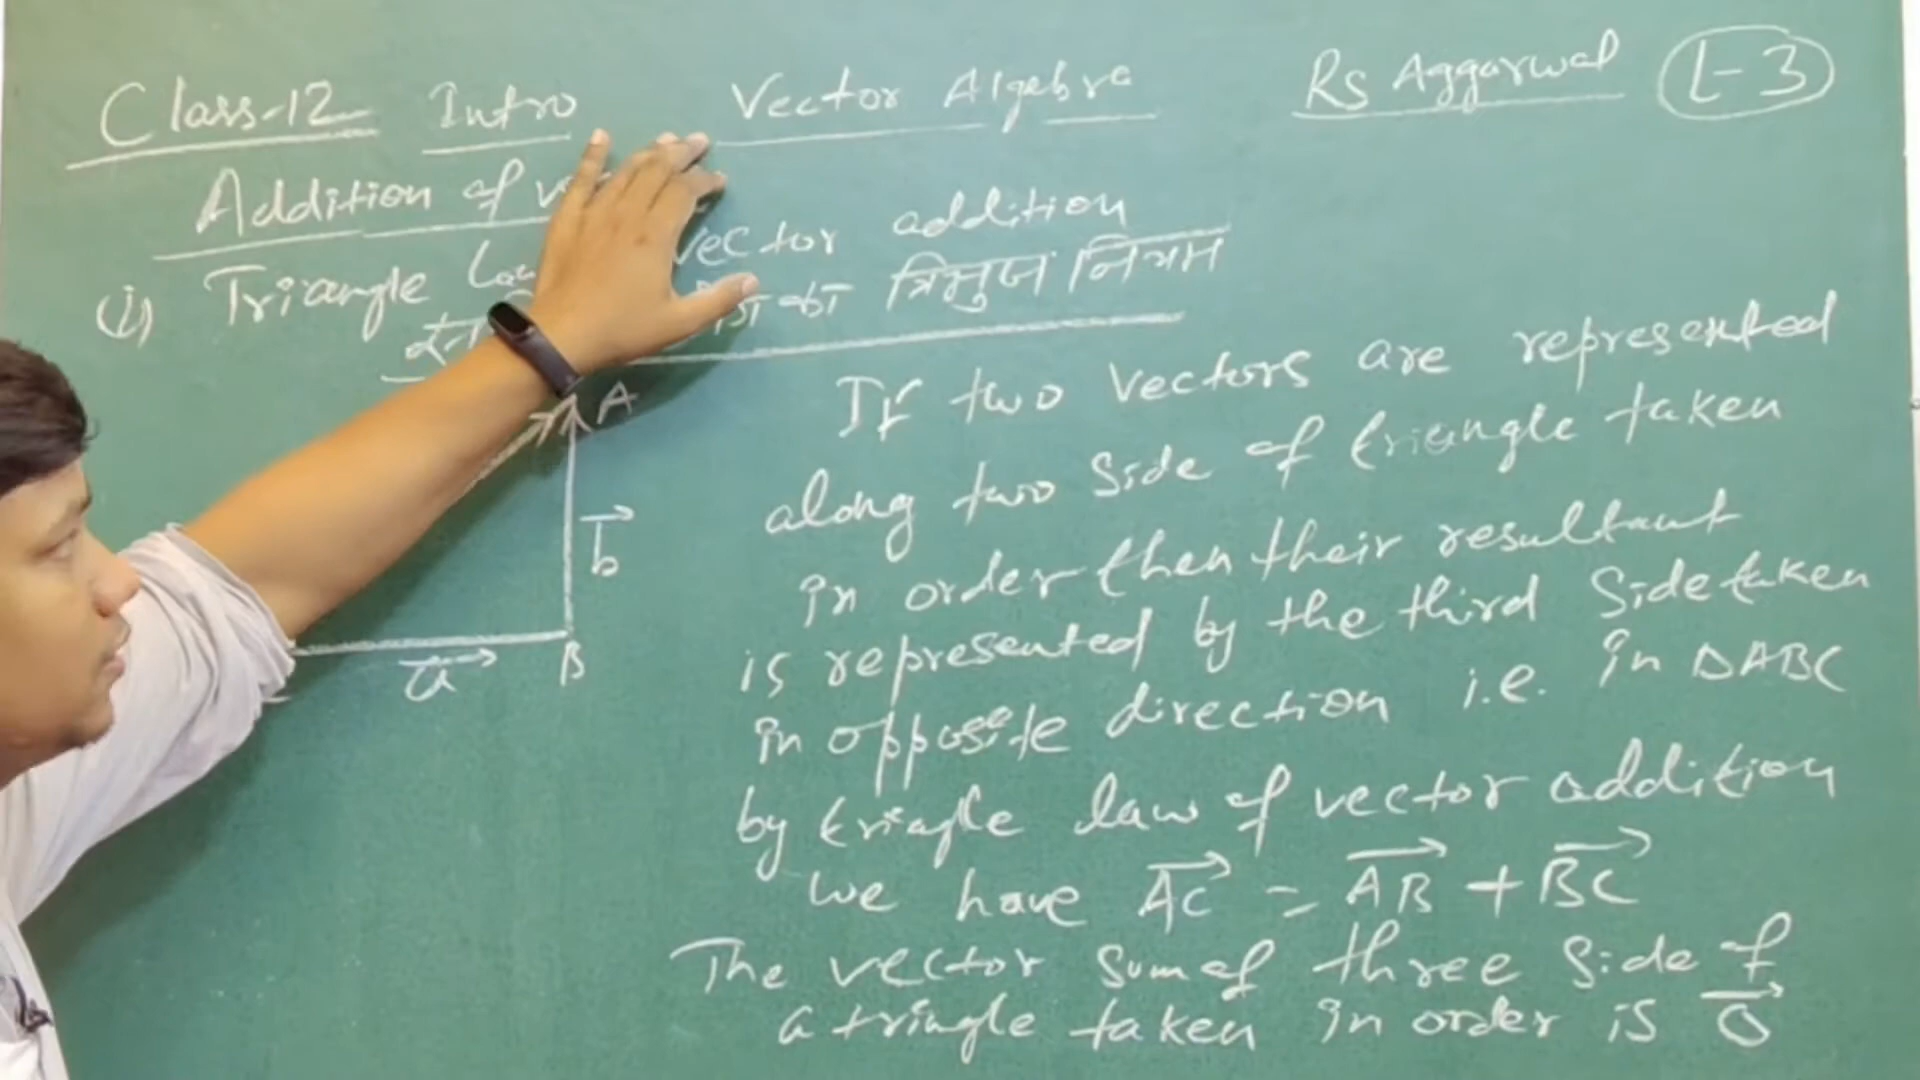 Class-12 Intro Vector Algebra RS Aggarwal L-3
Addition of
(i) Triangle vector addition
का त्रिभुज नियम
A
If two vectors are represented
along two side of triangle taken
b
in order then their resultant
is represented by the third side taken
a
B
in opposite direction i.e. in ΔABC
by triagle law of vector addition
we have AC = AB + BC
The vector sum of three side of
a tringle taken in order is 0